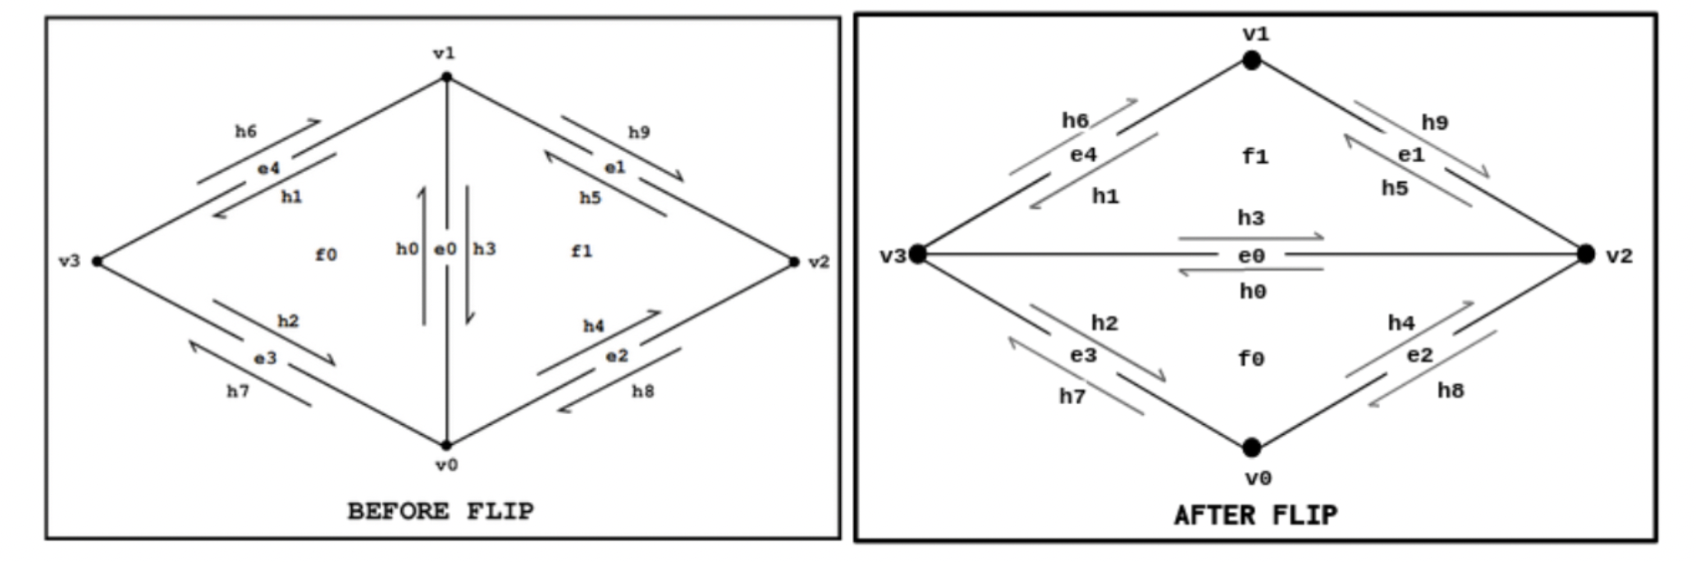 v1
h6
h9
e4
e1
h1
h5
v3
f0
h0
e0
h3
f1
v2
h2
h4
e3
e2
h7
h8
v0
BEFORE FLIP
v1
h6
h9
e4
f1
e1
h1
h5
h3
v3
e0
v2
h0
h2
h4
e3
f0
e2
h7
h8
v0
AFTER FLIP